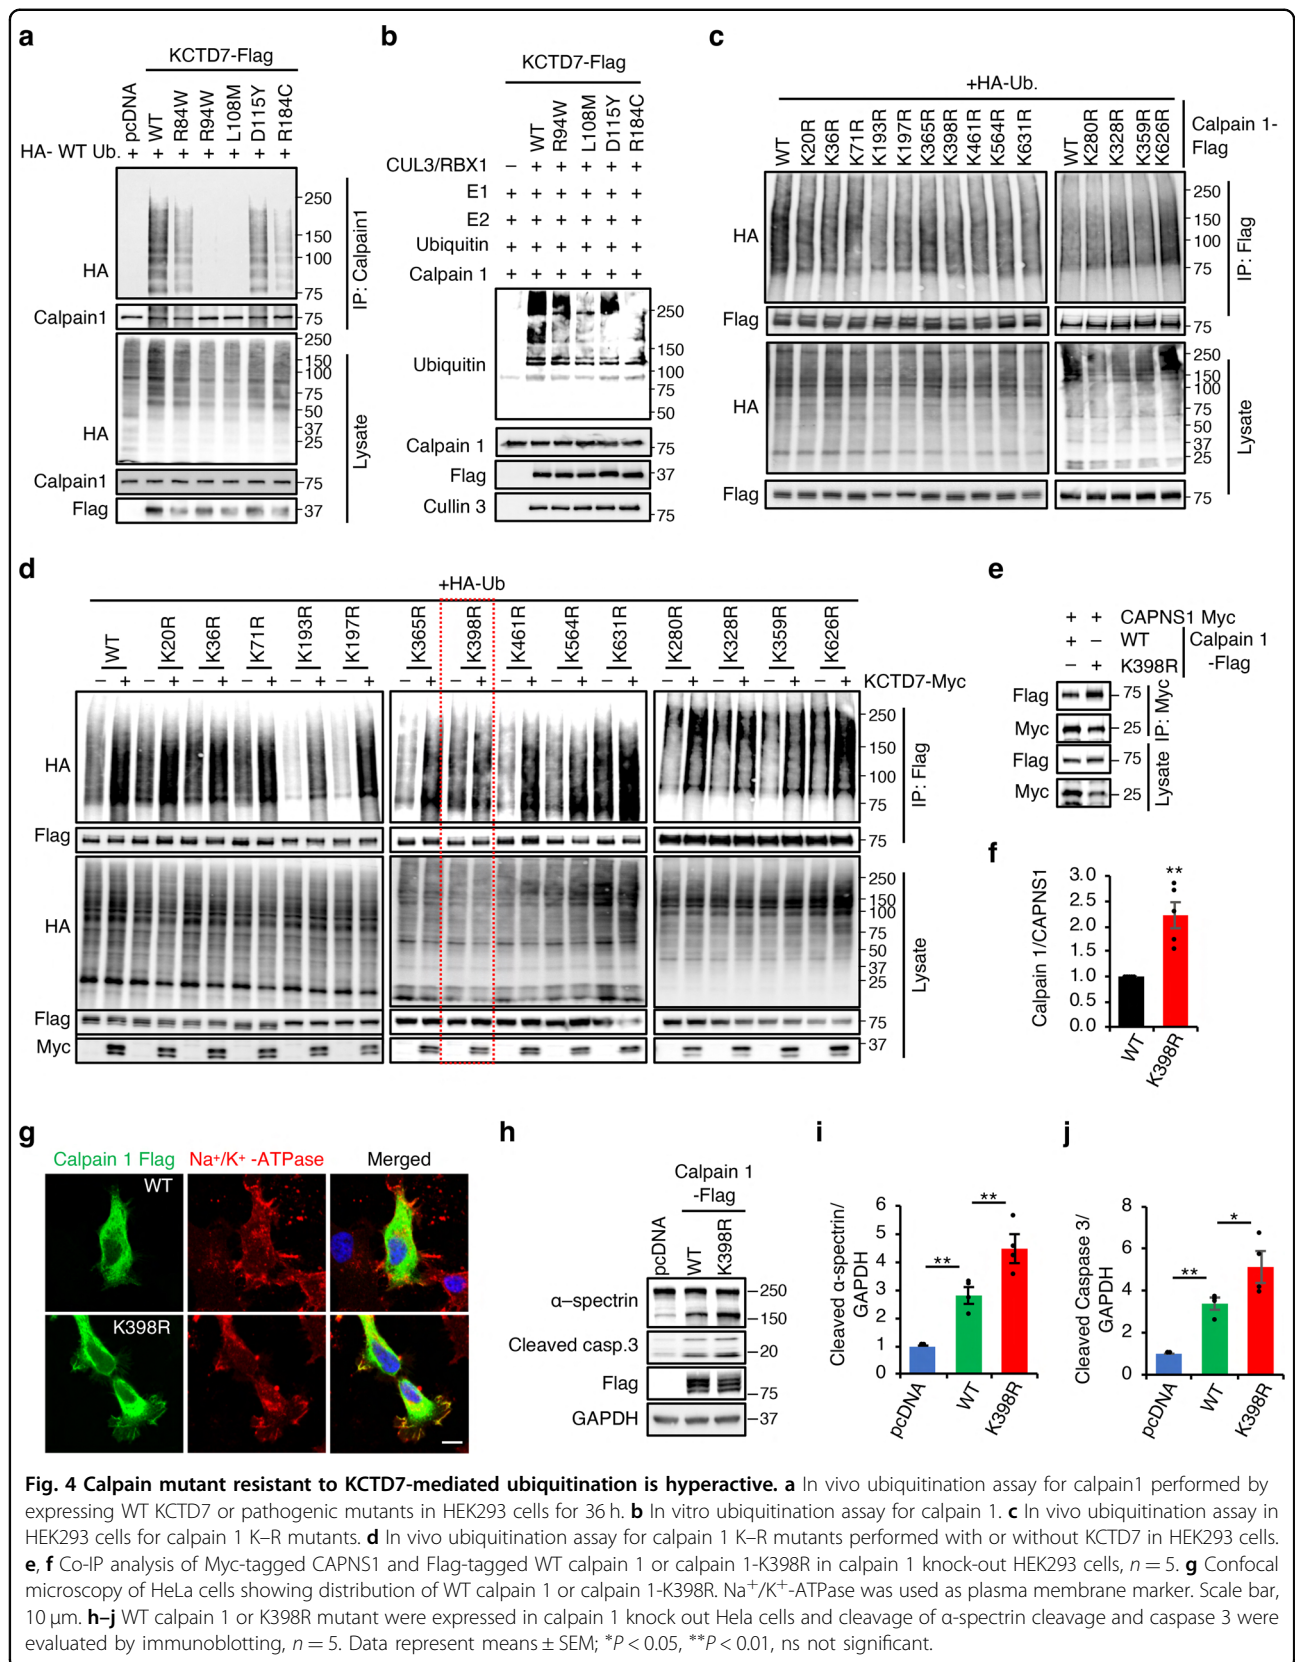 a
KCTD7-Flag
pcDNA
WT
R84W
R94W
L108M
D115Y
R184C
HA- WT Ub. + + + + + + +
HA
250
150
100
75
IP: Calpain1
Calpain1
75
HA
250
150
100
75
50
37
25
Lysate
Calpain1
75
Flag
37
b
KCTD7-Flag
WT
R94W
L108M
D115Y
R184C
CUL3/RBX1 – + + + + +
E1 + + + + + +
E2 + + + + + +
Ubiquitin + + + + + +
Calpain 1 + + + + + +
Ubiquitin
250
150
100
75
50
Calpain 1
75
Flag
37
Cullin 3
75
c
+HA-Ub.
WT
K20R
K36R
K71R
K193R
K197R
K365R
K398R
K461R
K564R
K631R
WT
K280R
K328R
K359R
K626R
Calpain 1-
Flag
HA
250
150
100
75
IP: Flag
Flag
75
HA
250
150
100
75
50
37
25
Lysate
Flag
75
d
+HA-Ub
WT
K20R
K36R
K71R
K193R
K197R
K365R
K398R
K461R
K564R
K631R
K280R
K328R
K359R
K626R
– + – + – + – + – + – + – + – + – + – + – + – + – + – + – + KCTD7-Myc
HA
250
150
100
75
IP: Flag
Flag
75
HA
250
150
100
75
50
37
25
Lysate
Flag
75
Myc
37
e
+ + CAPNS1 Myc
+ – WT
– + K398R
Calpain 1
-Flag
Flag
75
Myc
25
IP: Myc
Flag
75
Myc
25
Lysate
f
Calpain 1/CAPNS1
3.0
2.5
2.0
1.5
1.0
0.5
0.0
**
WT
K398R
g
Calpain 1 Flag
Na+/K+ -ATPase
Merged
WT
K398R
h
Calpain 1
-Flag
pcDNA
WT
K398R
α–spectrin
250
150
Cleaved casp.3
20
Flag
75
GAPDH
37
i
Cleaved α-spectrin/
GAPDH
6
5
4
3
2
1
0
**
**
pcDNA
WT
K398R
j
Cleaved Caspase 3/
GAPDH
8
6
4
2
0
**
*
pcDNA
WT
K398R
Fig. 4 Calpain mutant resistant to KCTD7-mediated ubiquitination is hyperactive. a In vivo ubiquitination assay for calpain1 performed by
expressing WT KCTD7 or pathogenic mutants in HEK293 cells for 36 h. b In vitro ubiquitination assay for calpain 1. c In vivo ubiquitination assay in
HEK293 cells for calpain 1 K–R mutants. d In vivo ubiquitination assay for calpain 1 K–R mutants performed with or without KCTD7 in HEK293 cells.
e, f Co-IP analysis of Myc-tagged CAPNS1 and Flag-tagged WT calpain 1 or calpain 1-K398R in calpain 1 knock-out HEK293 cells, n = 5. g Confocal
microscopy of HeLa cells showing distribution of WT calpain 1 or calpain 1-K398R. Na+/K+-ATPase was used as plasma membrane marker. Scale bar,
10 μm. h–j WT calpain 1 or K398R mutant were expressed in calpain 1 knock out Hela cells and cleavage of α-spectrin cleavage and caspase 3 were
evaluated by immunoblotting, n = 5. Data represent means ± SEM; *P < 0.05, **P < 0.01, ns not significant.